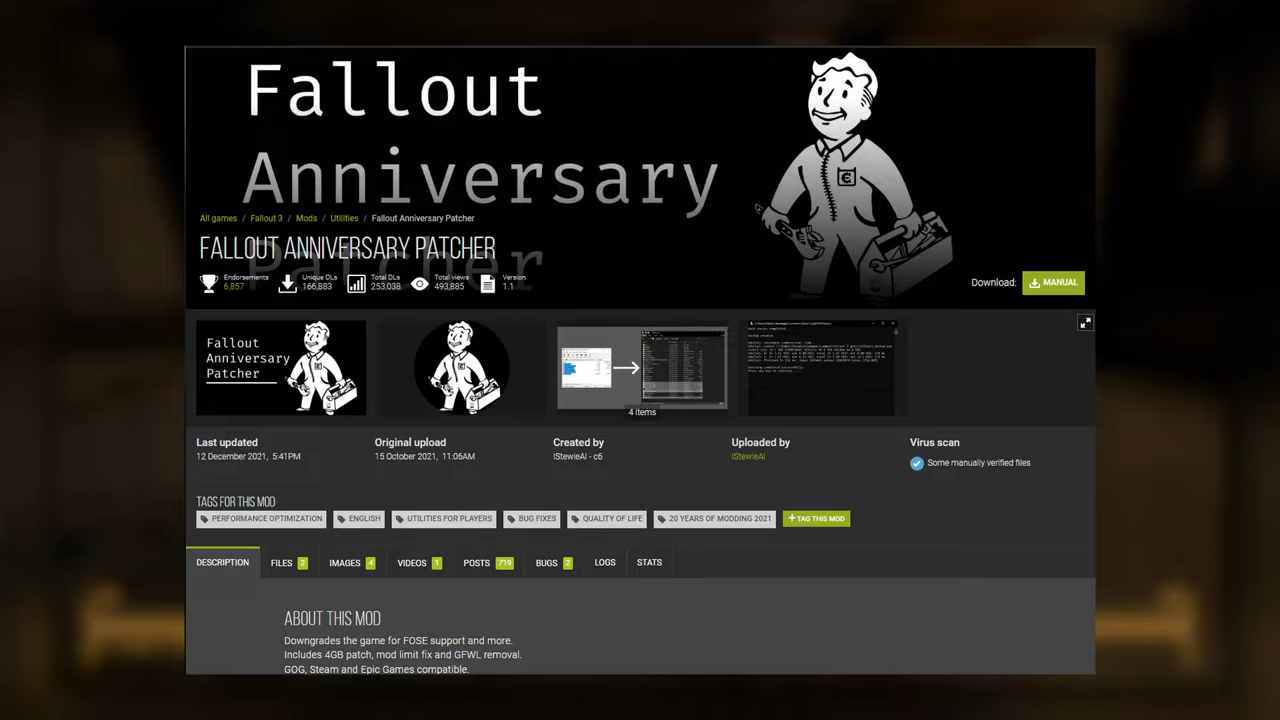 Fallout
Anniversary
Patcher
All games / Fallout 3 / Mods / Utilities / Fallout Anniversary Patcher
FALLOUT ANNIVERSARY PATCHER
Endorsements
6,857
Unique DLs
166,883
Total DLs
253,038
Total views
493,885
Version
1.1
Download:
MANUAL
Fallout
Anniversary
Patcher
4 items
Last updated
12 December 2021, 5:41PM
Original upload
15 October 2021, 11:06AM
Created by
lStewieAl - c6
Uploaded by
lStewieAl
Virus scan
Some manually verified files
TAGS FOR THIS MOD
PERFORMANCE OPTIMIZATION
ENGLISH
UTILITIES FOR PLAYERS
BUG FIXES
QUALITY OF LIFE
20 YEARS OF MODDING 2021
+TAG THIS MOD
DESCRIPTION
FILES 2
IMAGES 4
VIDEOS 1
POSTS 719
BUGS 2
LOGS
STATS
ABOUT THIS MOD
Downgrades the game for FOSE support and more.
Includes 4GB patch, mod limit fix and GFWL removal.
GOG, Steam and Epic Games compatible.